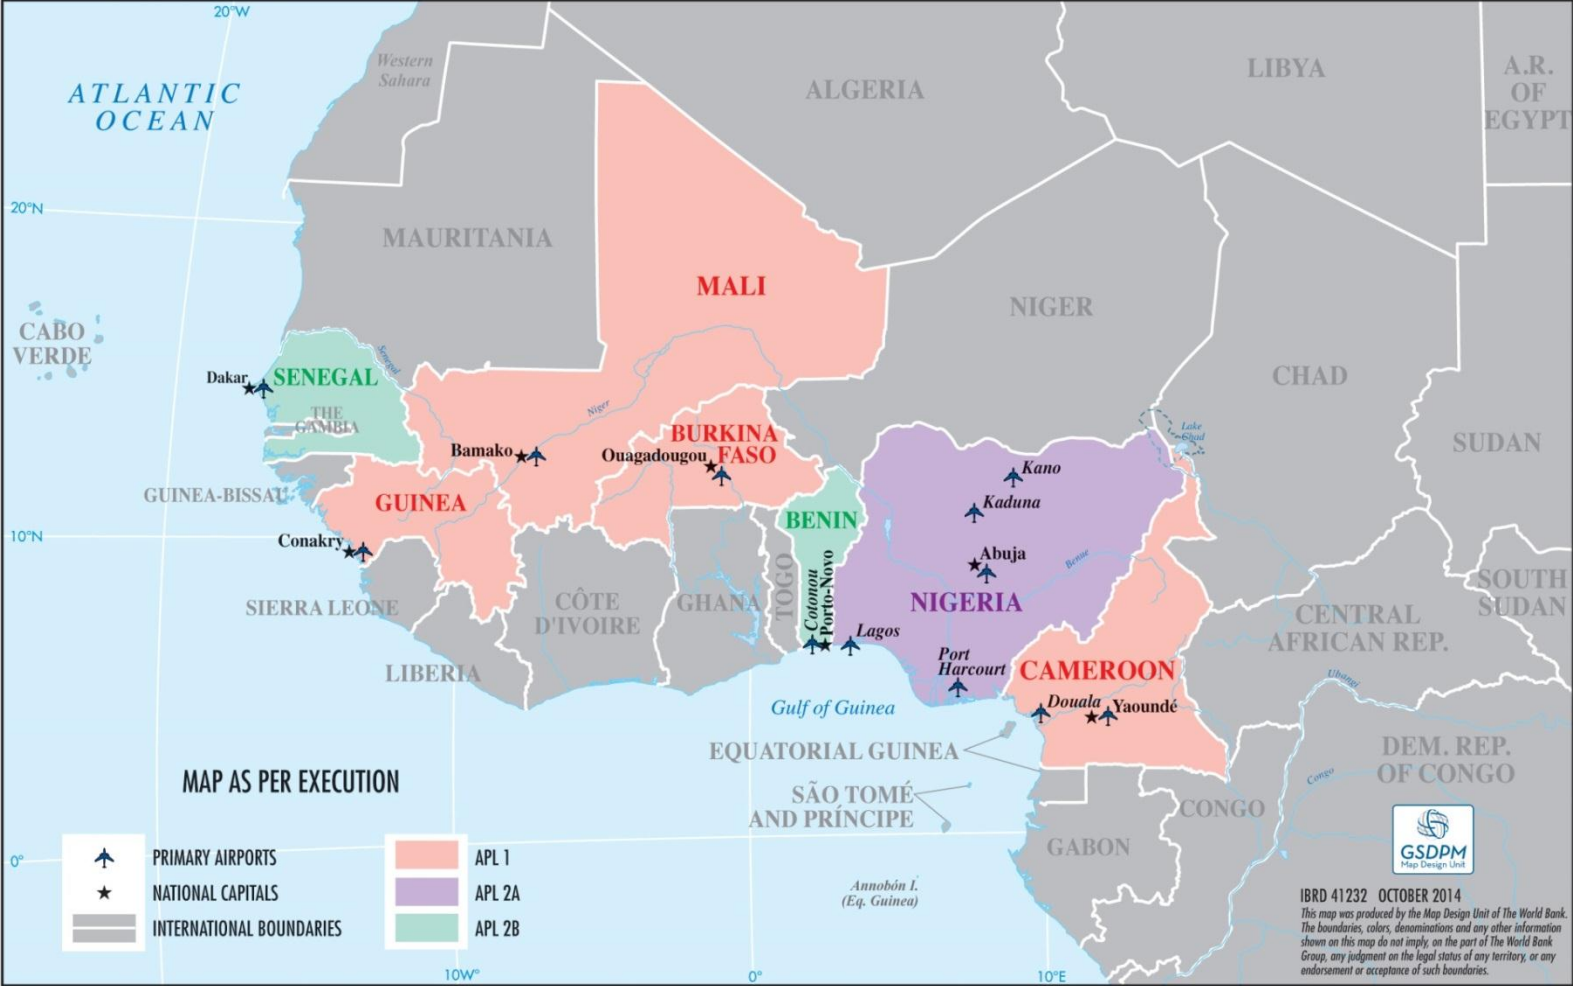 20°W
ATLANTIC
OCEAN
Western
Sahara
ALGERIA
LIBYA
A.R.
OF
EGYPT
20°N
MAURITANIA
MALI
NIGER
CHAD
SUDAN
CABO
VERDE
Senegal
Dakar
SENEGAL
THE
GAMBIA
Niger
Lake
Chad
BURKINA
FASO
Bamako
Ouagadougou
GUINEA-BISSAU
GUINEA
BENIN
Kano
Kaduna
10°N
Conakry
Abuja
Benue
SOUTH
SUDAN
SIERRA LEONE
CÔTE
D'IVOIRE
GHANA
TOGO
Cotonou
Porto-Novo
NIGERIA
Lagos
CENTRAL
AFRICAN REP.
LIBERIA
Port
Harcourt
CAMEROON
Ubangi
Gulf of Guinea
Douala
Yaoundé
EQUATORIAL GUINEA
DEM. REP.
OF CONGO
Congo
SÃO TOMÉ
AND PRÍNCIPE
CONGO
GABON
Annobón I.
(Eq. Guinea)
0°
MAP AS PER EXECUTION
PRIMARY AIRPORTS
NATIONAL CAPITALS
INTERNATIONAL BOUNDARIES
APL 1
APL 2A
APL 2B
GSDPM
Map Design Unit
IBRD 41232 OCTOBER 2014
This map was produced by the Map Design Unit of The World Bank.
The boundaries, colors, denominations and any other information
shown on this map do not imply, on the part of The World Bank
Group, any judgment on the legal status of any territory, or any
endorsement or acceptance of such boundaries.
10W°
0°
10°E